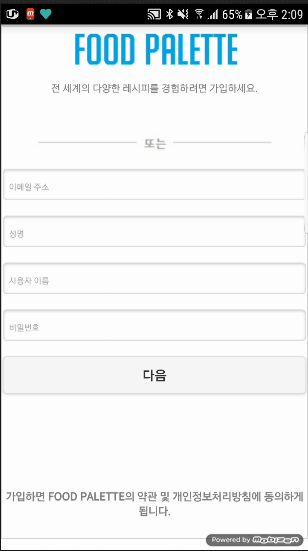 65% 오후 2:09
FOOD PALETTE
전 세계의 다양한 레시피를 경험하려면 가입하세요.
또는
이메일 주소
성명
사용자 이름
비밀번호
다음
가입하면 FOOD PALETTE의 약관 및 개인정보처리방침에 동의하게
됩니다.
Powered by Mobizen